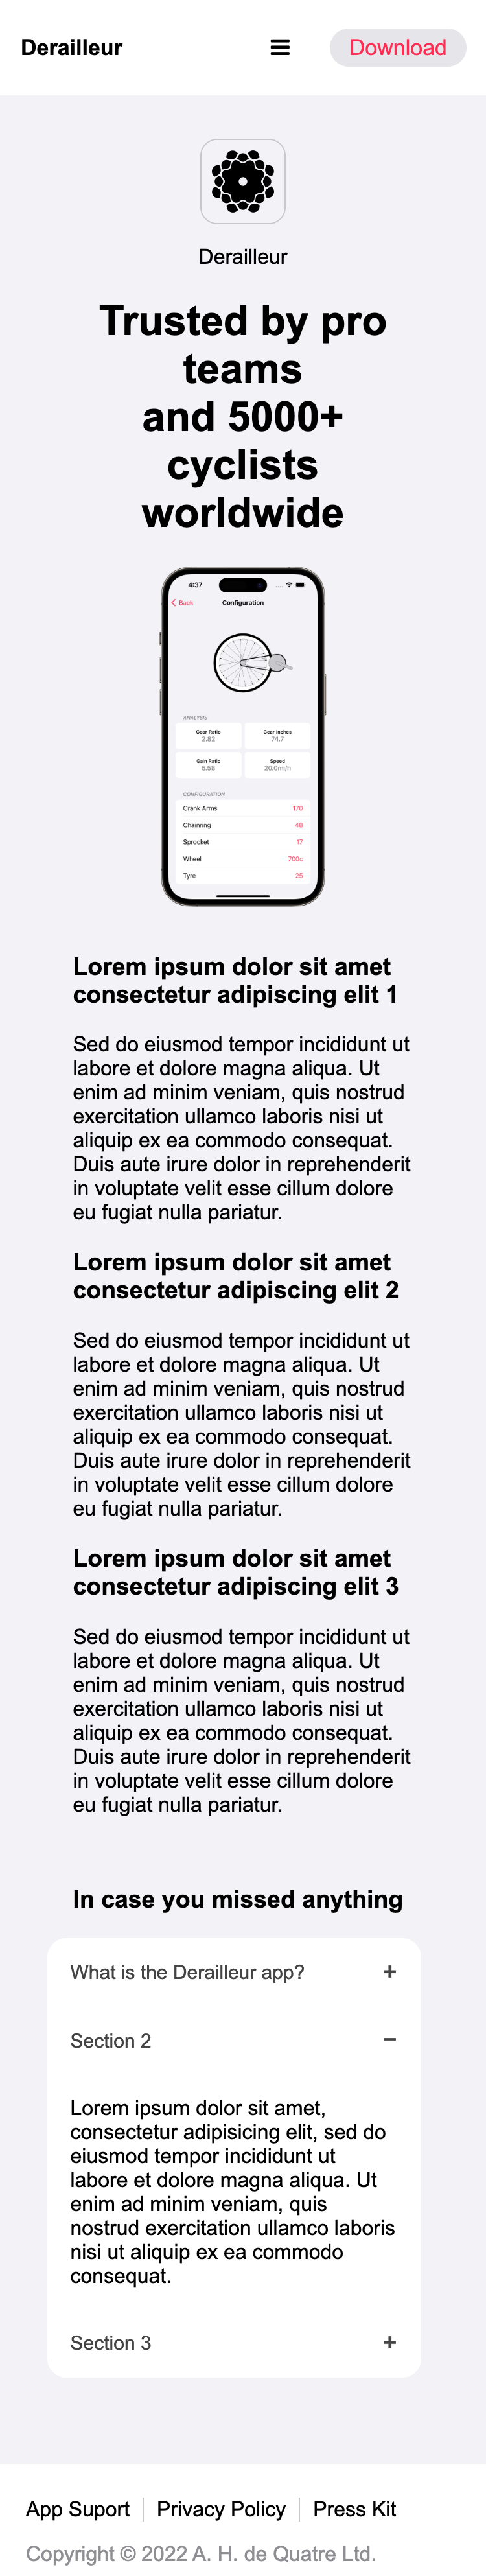 Derailleur
Download
Derailleur
Trusted by pro
teams
and 5000+
cyclists
worldwide
4:37
Back
Configuration
ANALYSIS
Gear Ratio
2.82
Gear Inches
74.7
Gain Ratio
5.58
Speed
20.0mi/h
CONFIGURATION
Crank Arms 170
Chainring 48
Sprocket 17
Wheel 700c
Tyre 25
Lorem ipsum dolor sit amet
consectetur adipiscing elit 1
Sed do eiusmod tempor incididunt ut
labore et dolore magna aliqua. Ut
enim ad minim veniam, quis nostrud
exercitation ullamco laboris nisi ut
aliquip ex ea commodo consequat.
Duis aute irure dolor in reprehenderit
in voluptate velit esse cillum dolore
eu fugiat nulla pariatur.
Lorem ipsum dolor sit amet
consectetur adipiscing elit 2
Sed do eiusmod tempor incididunt ut
labore et dolore magna aliqua. Ut
enim ad minim veniam, quis nostrud
exercitation ullamco laboris nisi ut
aliquip ex ea commodo consequat.
Duis aute irure dolor in reprehenderit
in voluptate velit esse cillum dolore
eu fugiat nulla pariatur.
Lorem ipsum dolor sit amet
consectetur adipiscing elit 3
Sed do eiusmod tempor incididunt ut
labore et dolore magna aliqua. Ut
enim ad minim veniam, quis nostrud
exercitation ullamco laboris nisi ut
aliquip ex ea commodo consequat.
Duis aute irure dolor in reprehenderit
in voluptate velit esse cillum dolore
eu fugiat nulla pariatur.
In case you missed anything
What is the Derailleur app? +
Section 2 −
Lorem ipsum dolor sit amet,
consectetur adipisicing elit, sed do
eiusmod tempor incididunt ut
labore et dolore magna aliqua. Ut
enim ad minim veniam, quis
nostrud exercitation ullamco laboris
nisi ut aliquip ex ea commodo
consequat.
Section 3 +
App Suport | Privacy Policy | Press Kit
Copyright © 2022 A. H. de Quatre Ltd.